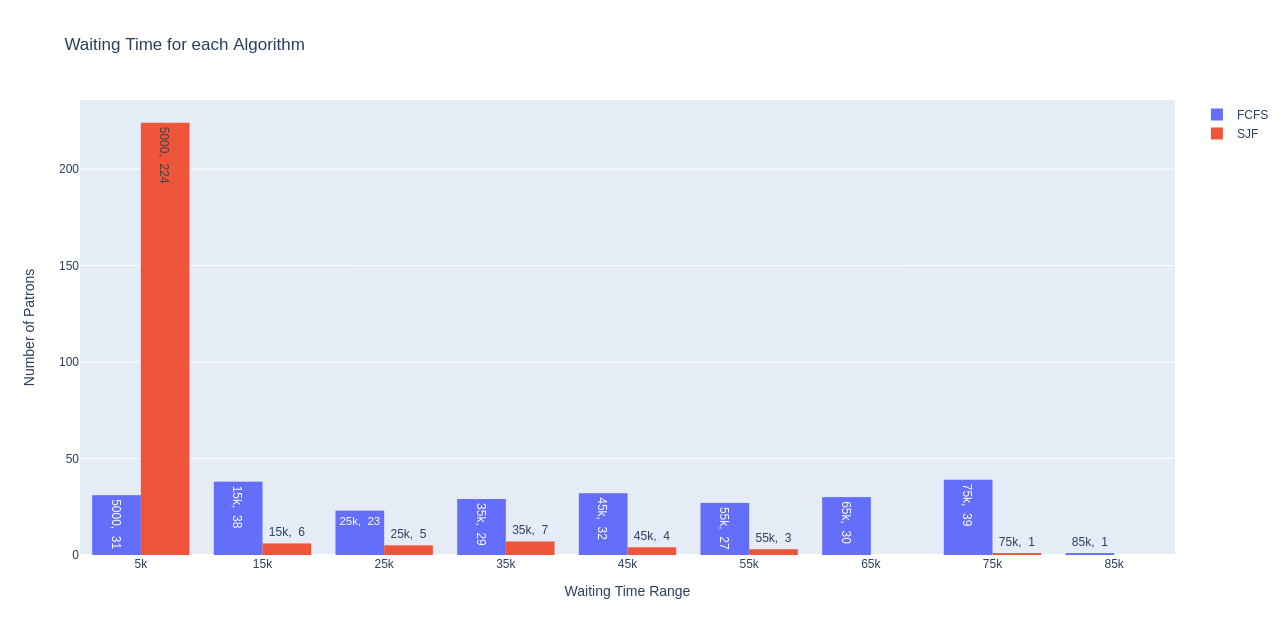 Waiting Time for each Algorithm
FCFS
SJF
Number of Patrons
200
150
100
50
0
5000, 31
5000, 224
15k, 38
15k, 6
25k, 23
25k, 5
35k, 29
35k, 7
45k, 32
45k, 4
55k, 27
55k, 3
65k, 30
75k, 39
75k, 1
85k, 1
5k 15k 25k 35k 45k 55k 65k 75k 85k
Waiting Time Range